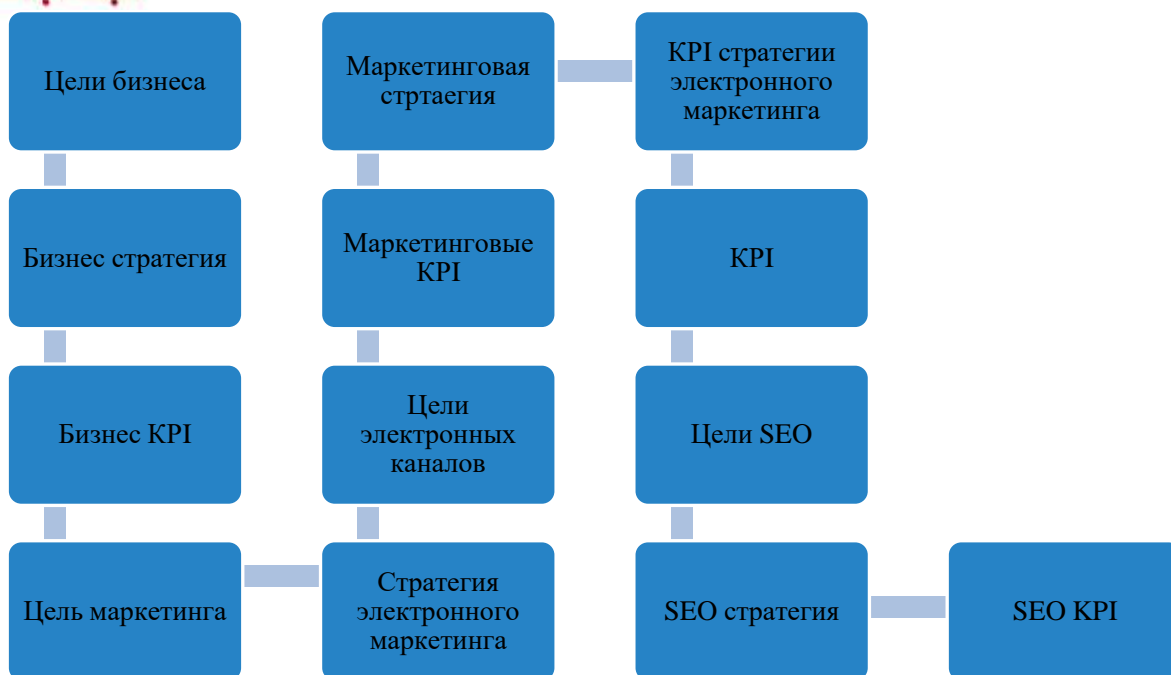 Цели бизнеса
Бизнес стратегия
Бизнес KPI
Цель маркетинга
Стратегия
электронного
маркетинга
Цели
электронных
каналов
Маркетинговые
KPI
Маркетинговая
стртаегия
KPI стратегии
электронного
маркетинга
KPI
Цели SEO
SEO стратегия
SEO KPI